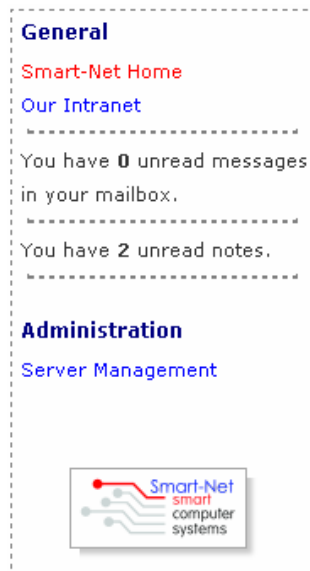 General
Smart-Net Home
Our Intranet
You have 0 unread messages
in your mailbox.
You have 2 unread notes.
Administration
Server Management
Smart-Net
smart
computer
systems